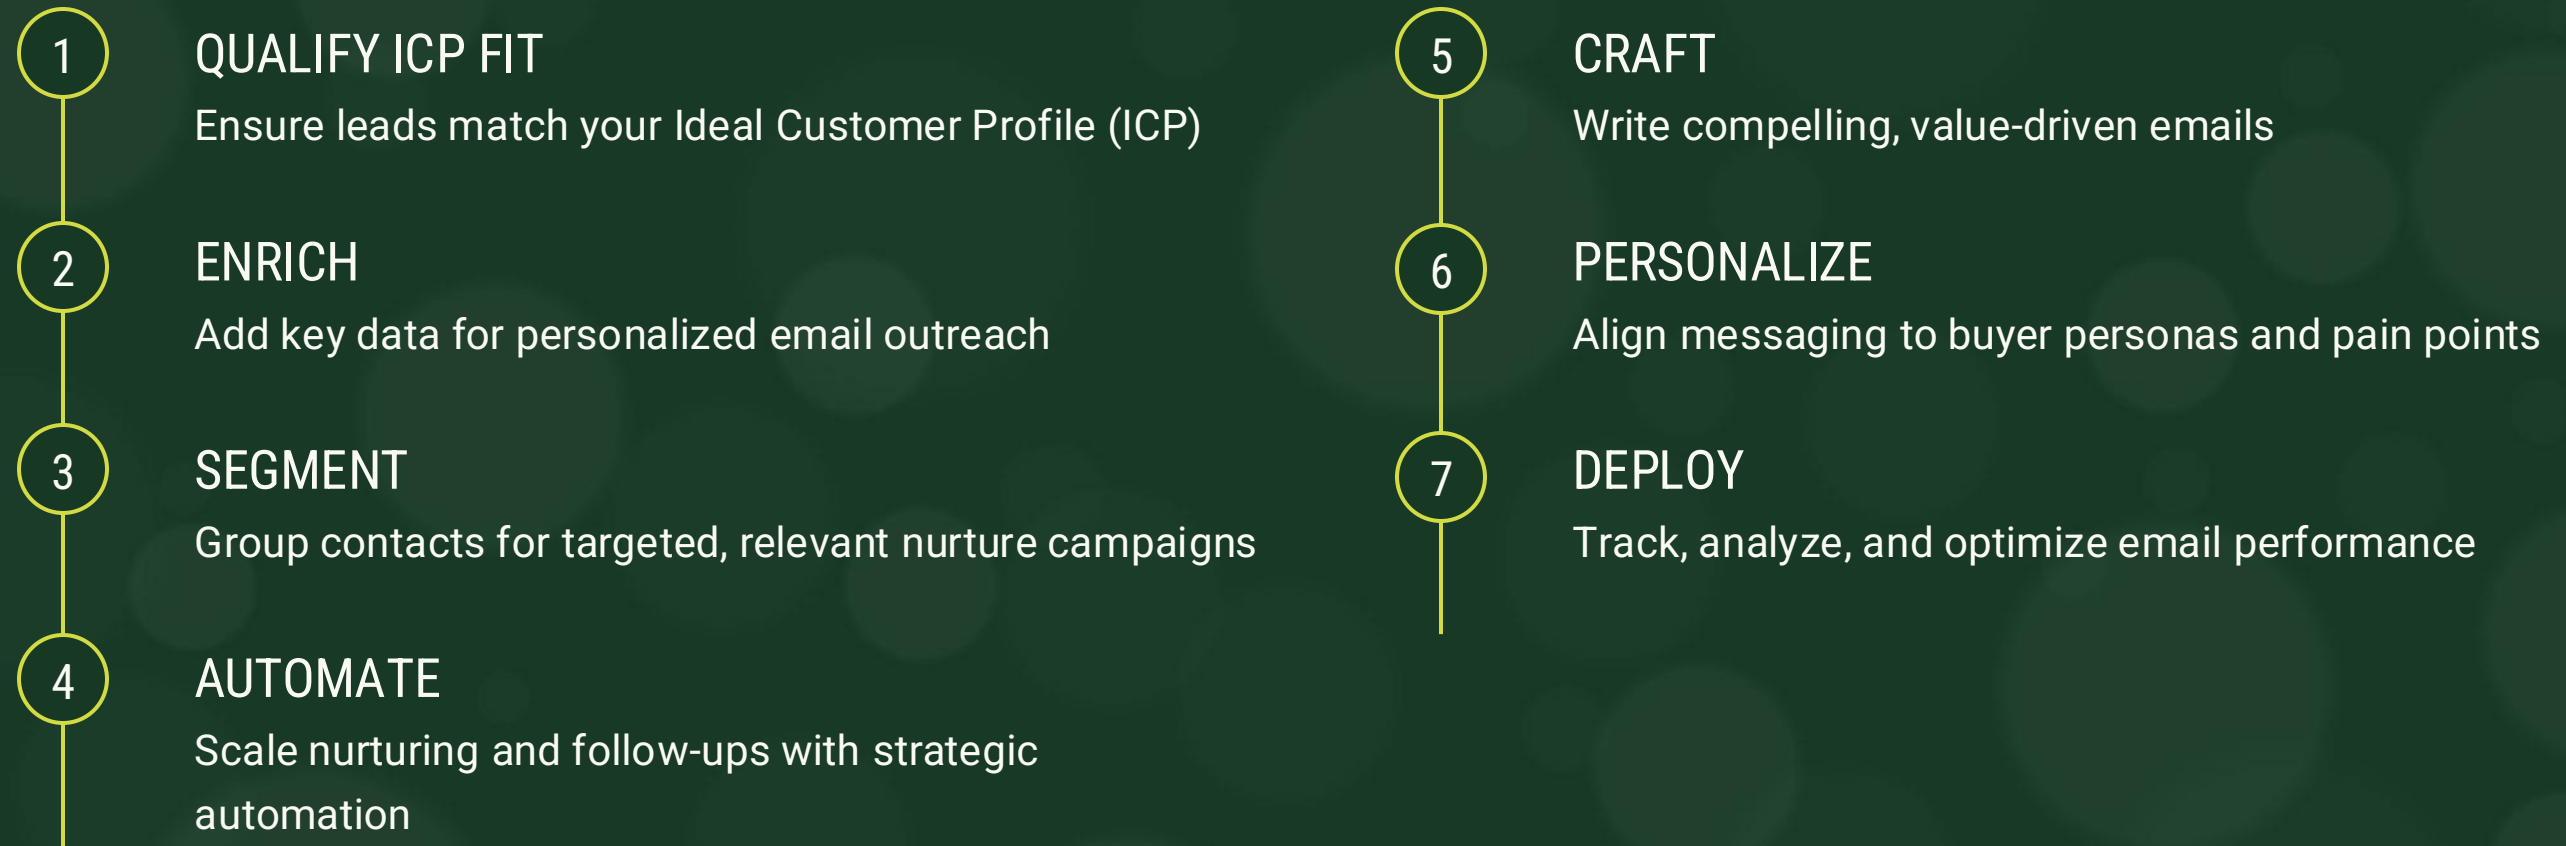 1
QUALIFY ICP FIT
Ensure leads match your Ideal Customer Profile (ICP)
2
ENRICH
Add key data for personalized email outreach
3
SEGMENT
Group contacts for targeted, relevant nurture campaigns
4
AUTOMATE
Scale nurturing and follow-ups with strategic
automation
5
CRAFT
Write compelling, value-driven emails
6
PERSONALIZE
Align messaging to buyer personas and pain points
7
DEPLOY
Track, analyze, and optimize email performance